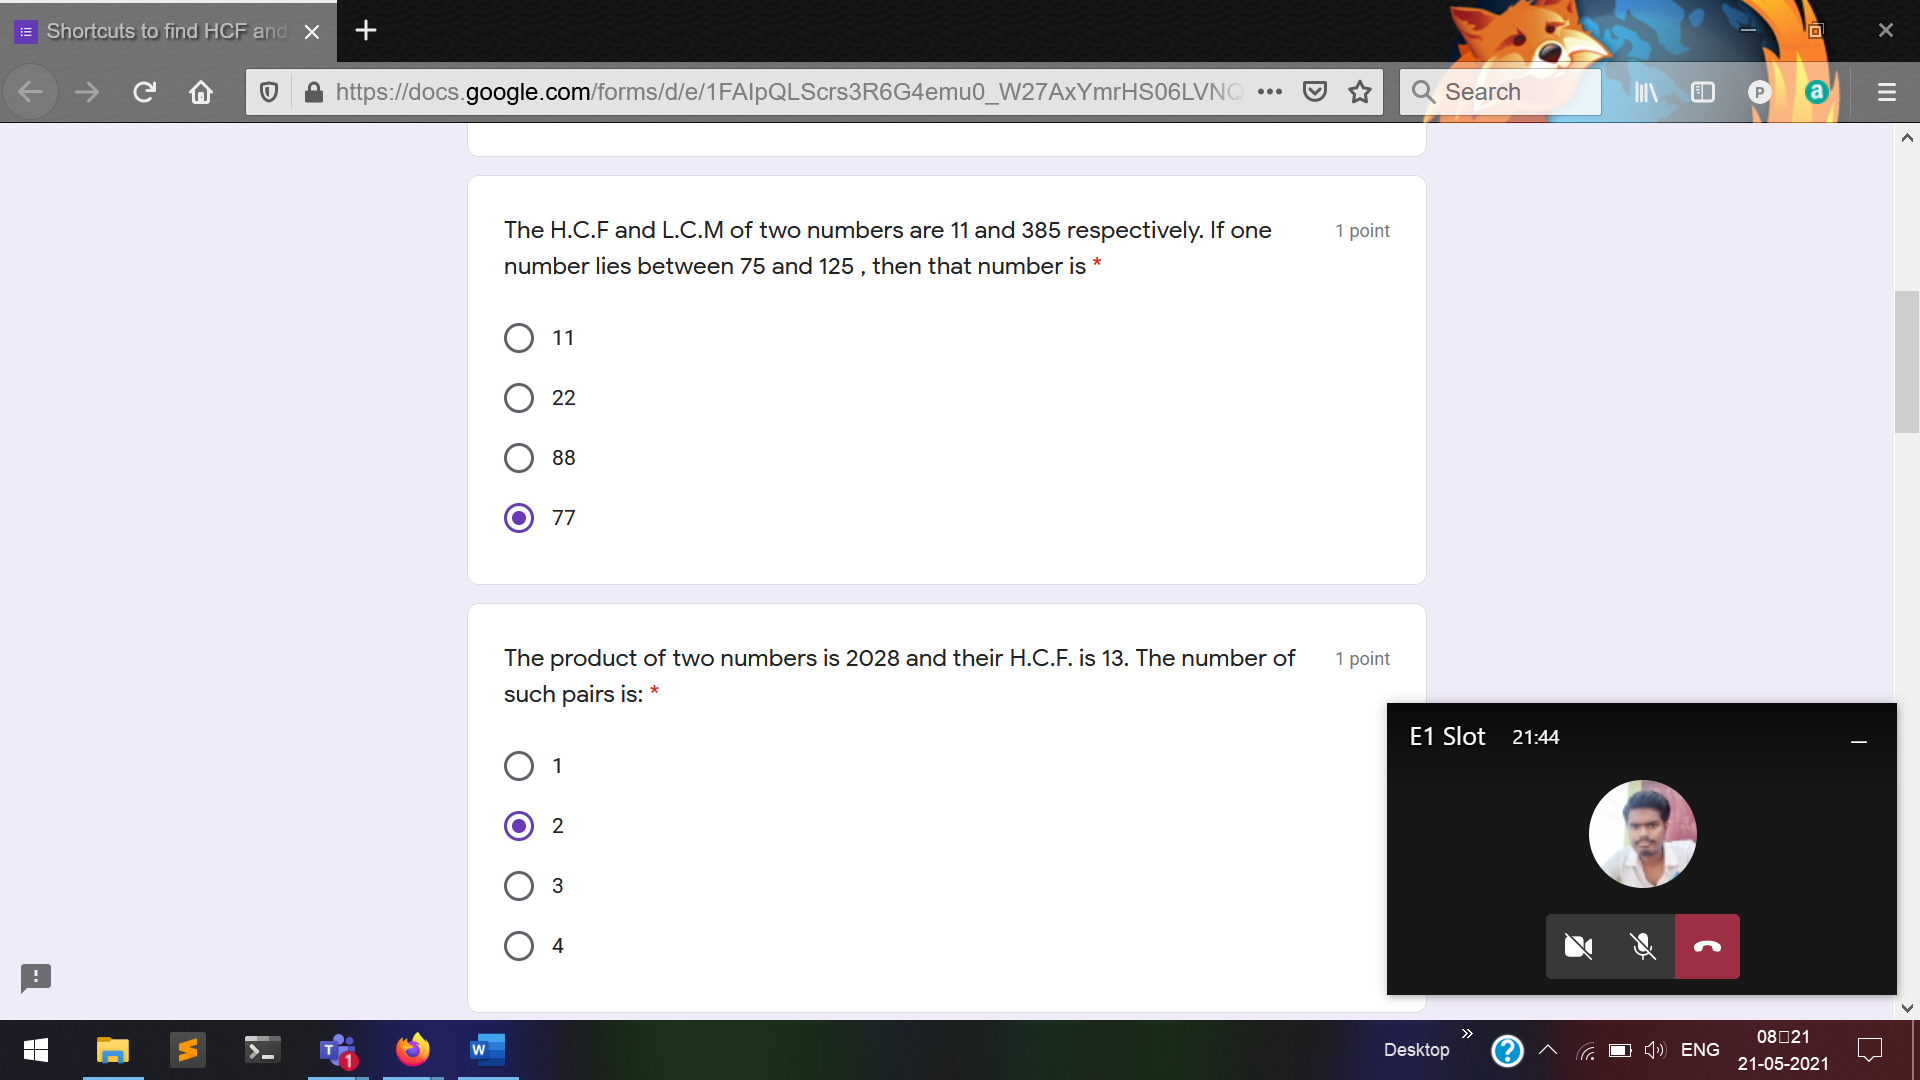 Shortcuts to find HCF and
https://docs.google.com/forms/d/e/1FAIpQLScrs3R6G4emu0_W27AxYmrHS06LVNQ
Search
P
a
The H.C.F and L.C.M of two numbers are 11 and 385 respectively. If one
number lies between 75 and 125 , then that number is *
1 point
11
22
88
77
The product of two numbers is 2028 and their H.C.F. is 13. The number of
such pairs is: *
1 point
1
2
3
4
E1 Slot 21:44
T
1
W
Desktop
ENG
08▯21
21-05-2021